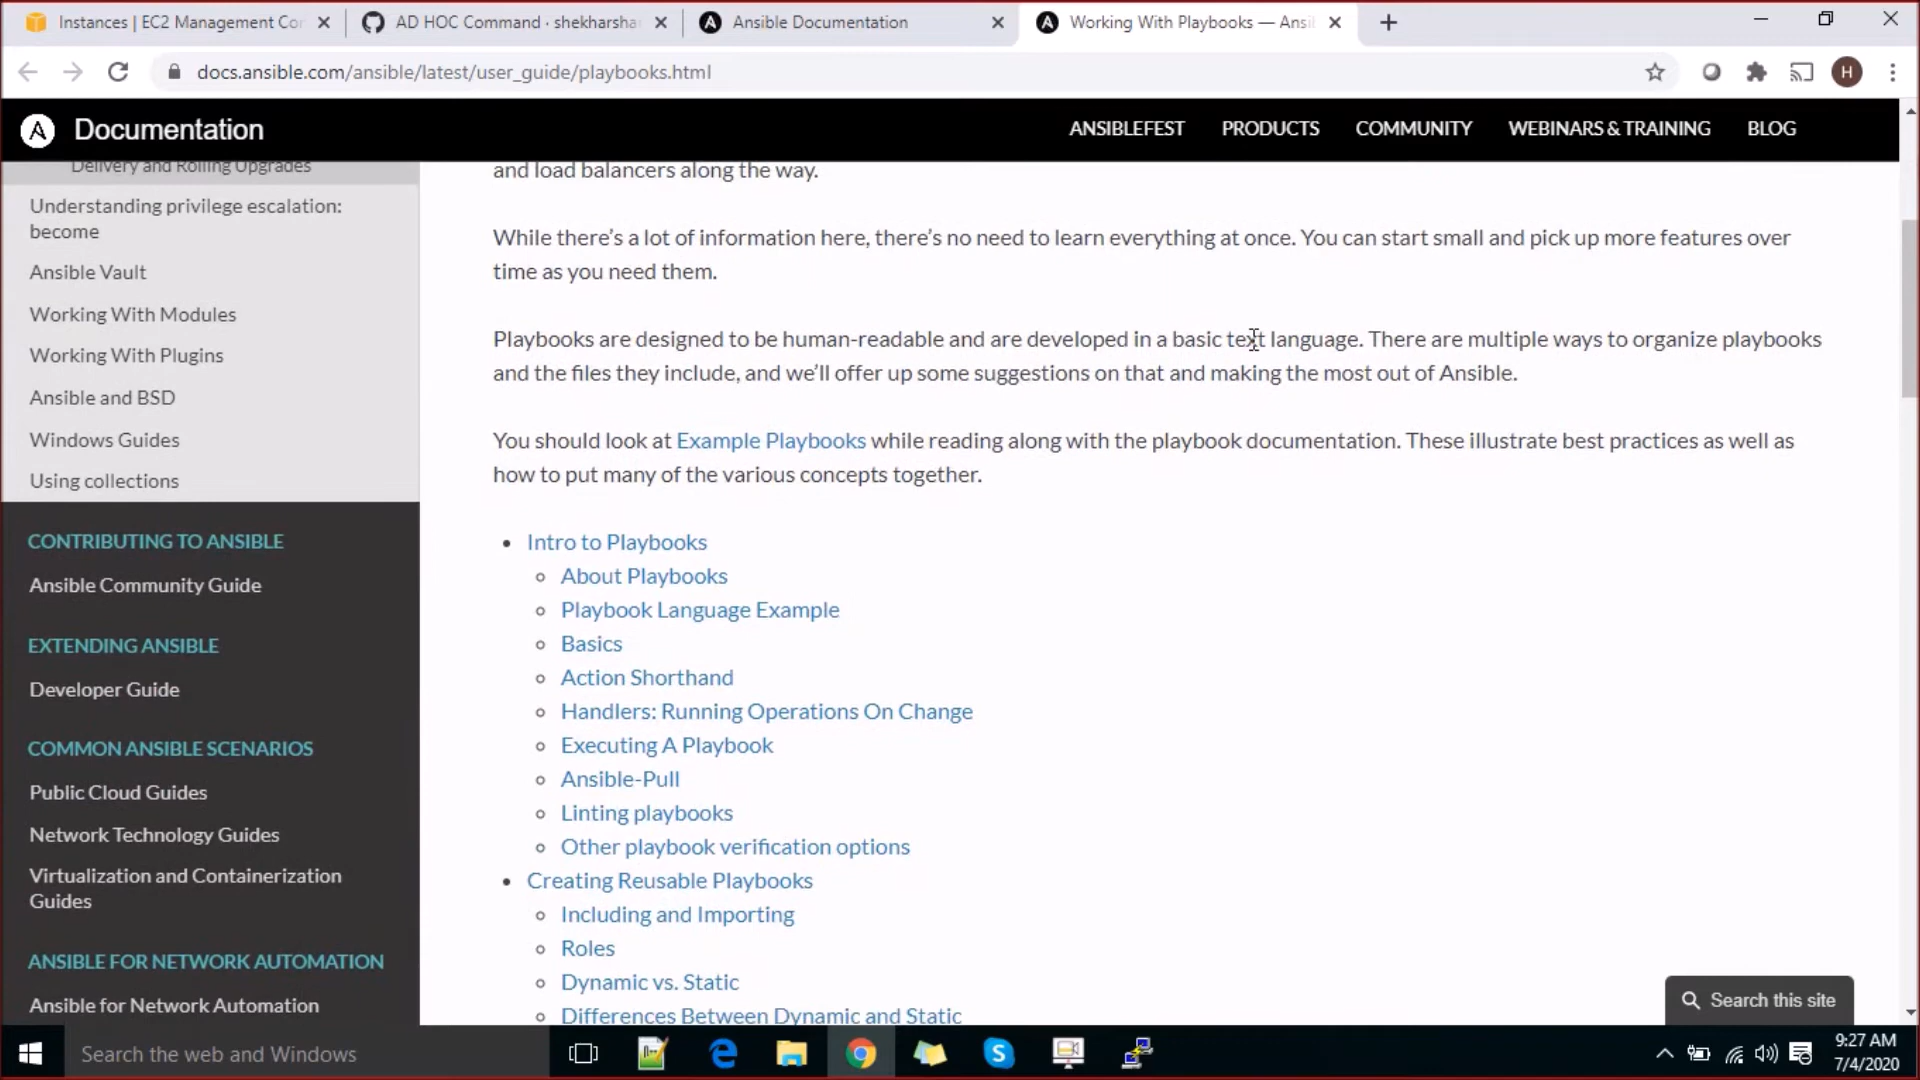 Instances | EC2 Management Cor
AD HOC Command · shekharshar
Ansible Documentation
Working With Playbooks — Ansi
docs.ansible.com/ansible/latest/user_guide/playbooks.html
H
A Documentation
ANSIBLEFEST PRODUCTS COMMUNITY WEBINARS & TRAINING BLOG
Delivery and Rolling Upgrades
Understanding privilege escalation:
become
Ansible Vault
Working With Modules
Working With Plugins
Ansible and BSD
Windows Guides
Using collections
CONTRIBUTING TO ANSIBLE
Ansible Community Guide
EXTENDING ANSIBLE
Developer Guide
COMMON ANSIBLE SCENARIOS
Public Cloud Guides
Network Technology Guides
Virtualization and Containerization
Guides
ANSIBLE FOR NETWORK AUTOMATION
Ansible for Network Automation
and load balancers along the way.
While there’s a lot of information here, there’s no need to learn everything at once. You can start small and pick up more features over
time as you need them.
Playbooks are designed to be human-readable and are developed in a basic text language. There are multiple ways to organize playbooks
and the files they include, and we’ll offer up some suggestions on that and making the most out of Ansible.
You should look at Example Playbooks while reading along with the playbook documentation. These illustrate best practices as well as
how to put many of the various concepts together.
• Intro to Playbooks
◦ About Playbooks
◦ Playbook Language Example
◦ Basics
◦ Action Shorthand
◦ Handlers: Running Operations On Change
◦ Executing A Playbook
◦ Ansible-Pull
◦ Linting playbooks
◦ Other playbook verification options
• Creating Reusable Playbooks
◦ Including and Importing
◦ Roles
◦ Dynamic vs. Static
◦ Differences Between Dynamic and Static
Search this site
Search the web and Windows
9:27 AM
7/4/2020